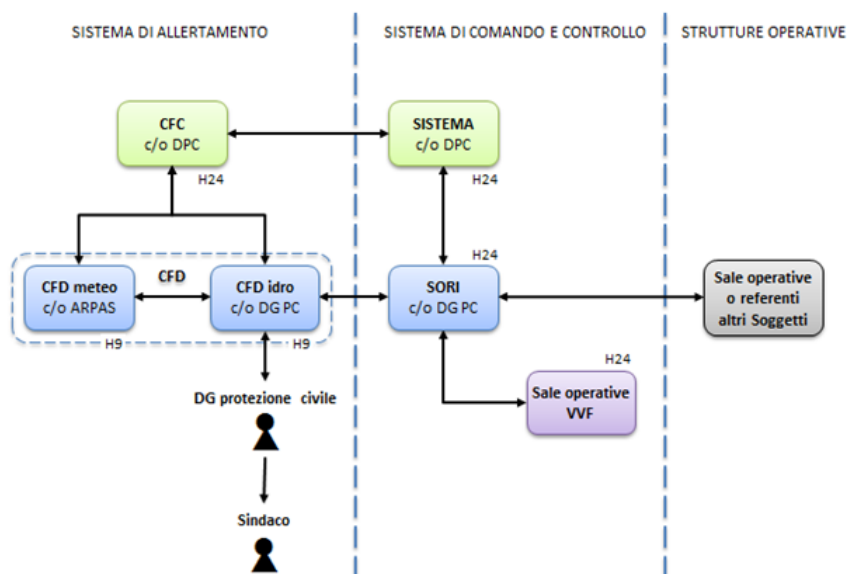 SISTEMA DI ALLERTAMENTO
SISTEMA DI COMANDO E CONTROLLO
STRUTTURE OPERATIVE
CFC
c/o DPC
H24
SISTEMA
c/o DPC
H24
CFD meteo
c/o ARPAS
H9
CFD
CFD idro
c/o DG PC
H9
H24
SORI
c/o DG PC
Sale operative
o referenti
altri Soggetti
H24
Sale operative
VVF
DG protezione civile
Sindaco